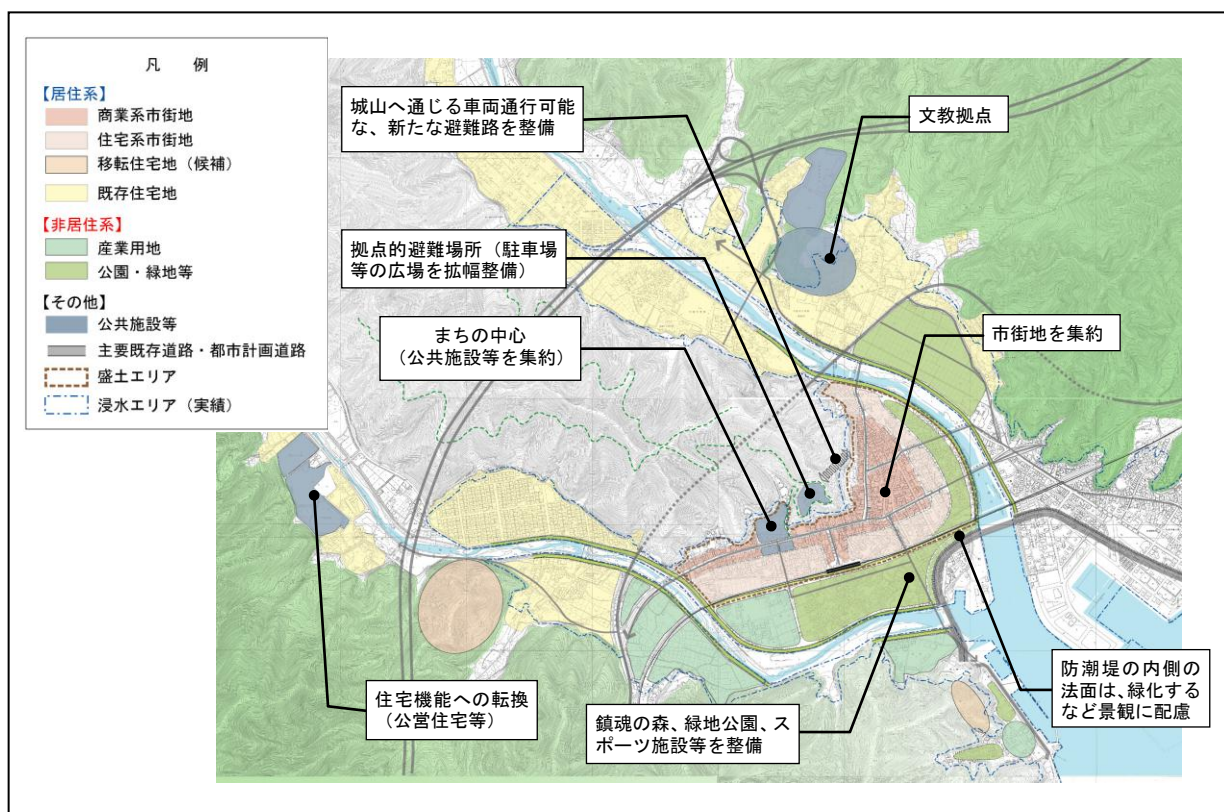 凡　例
【居住系】
商業系市街地
住宅系市街地
移転住宅地（候補）
既存住宅地
【非居住系】
産業用地
公園・緑地等
【その他】
公共施設等
主要既存道路・都市計画道路
盛土エリア
浸水エリア（実績）
城山へ通じる車両通行可能
な、新たな避難路を整備
文教拠点
拠点的避難場所（駐車場
等の広場を拡幅整備）
まちの中心
（公共施設等を集約）
市街地を集約
住宅機能への転換
（公営住宅等）
鎮魂の森、緑地公園、ス
ポーツ施設等を整備
防潮堤の内側の
法面は、緑化する
など景観に配慮